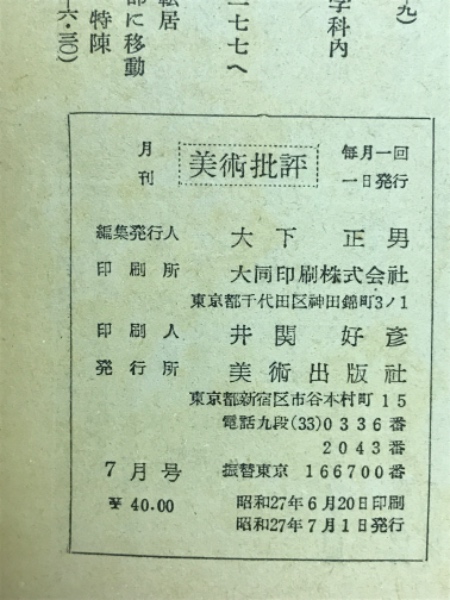 九)
学科内
一七七へ
転居
部に移動
特陳
六・三〇)
月刊 美術批評 毎月一回
一日発行
編集発行人 大下正男
印刷所 大同印刷株式会社
東京都千代田区神田錦町3ノ1
印刷人 井関好彦
発行所 美術出版社
東京都新宿区市谷本村町15
電話九段(33)0336番
2043番
7月号 振替東京 166700番
¥ 40.00 昭和27年6月20日印刷
昭和27年7月1日発行